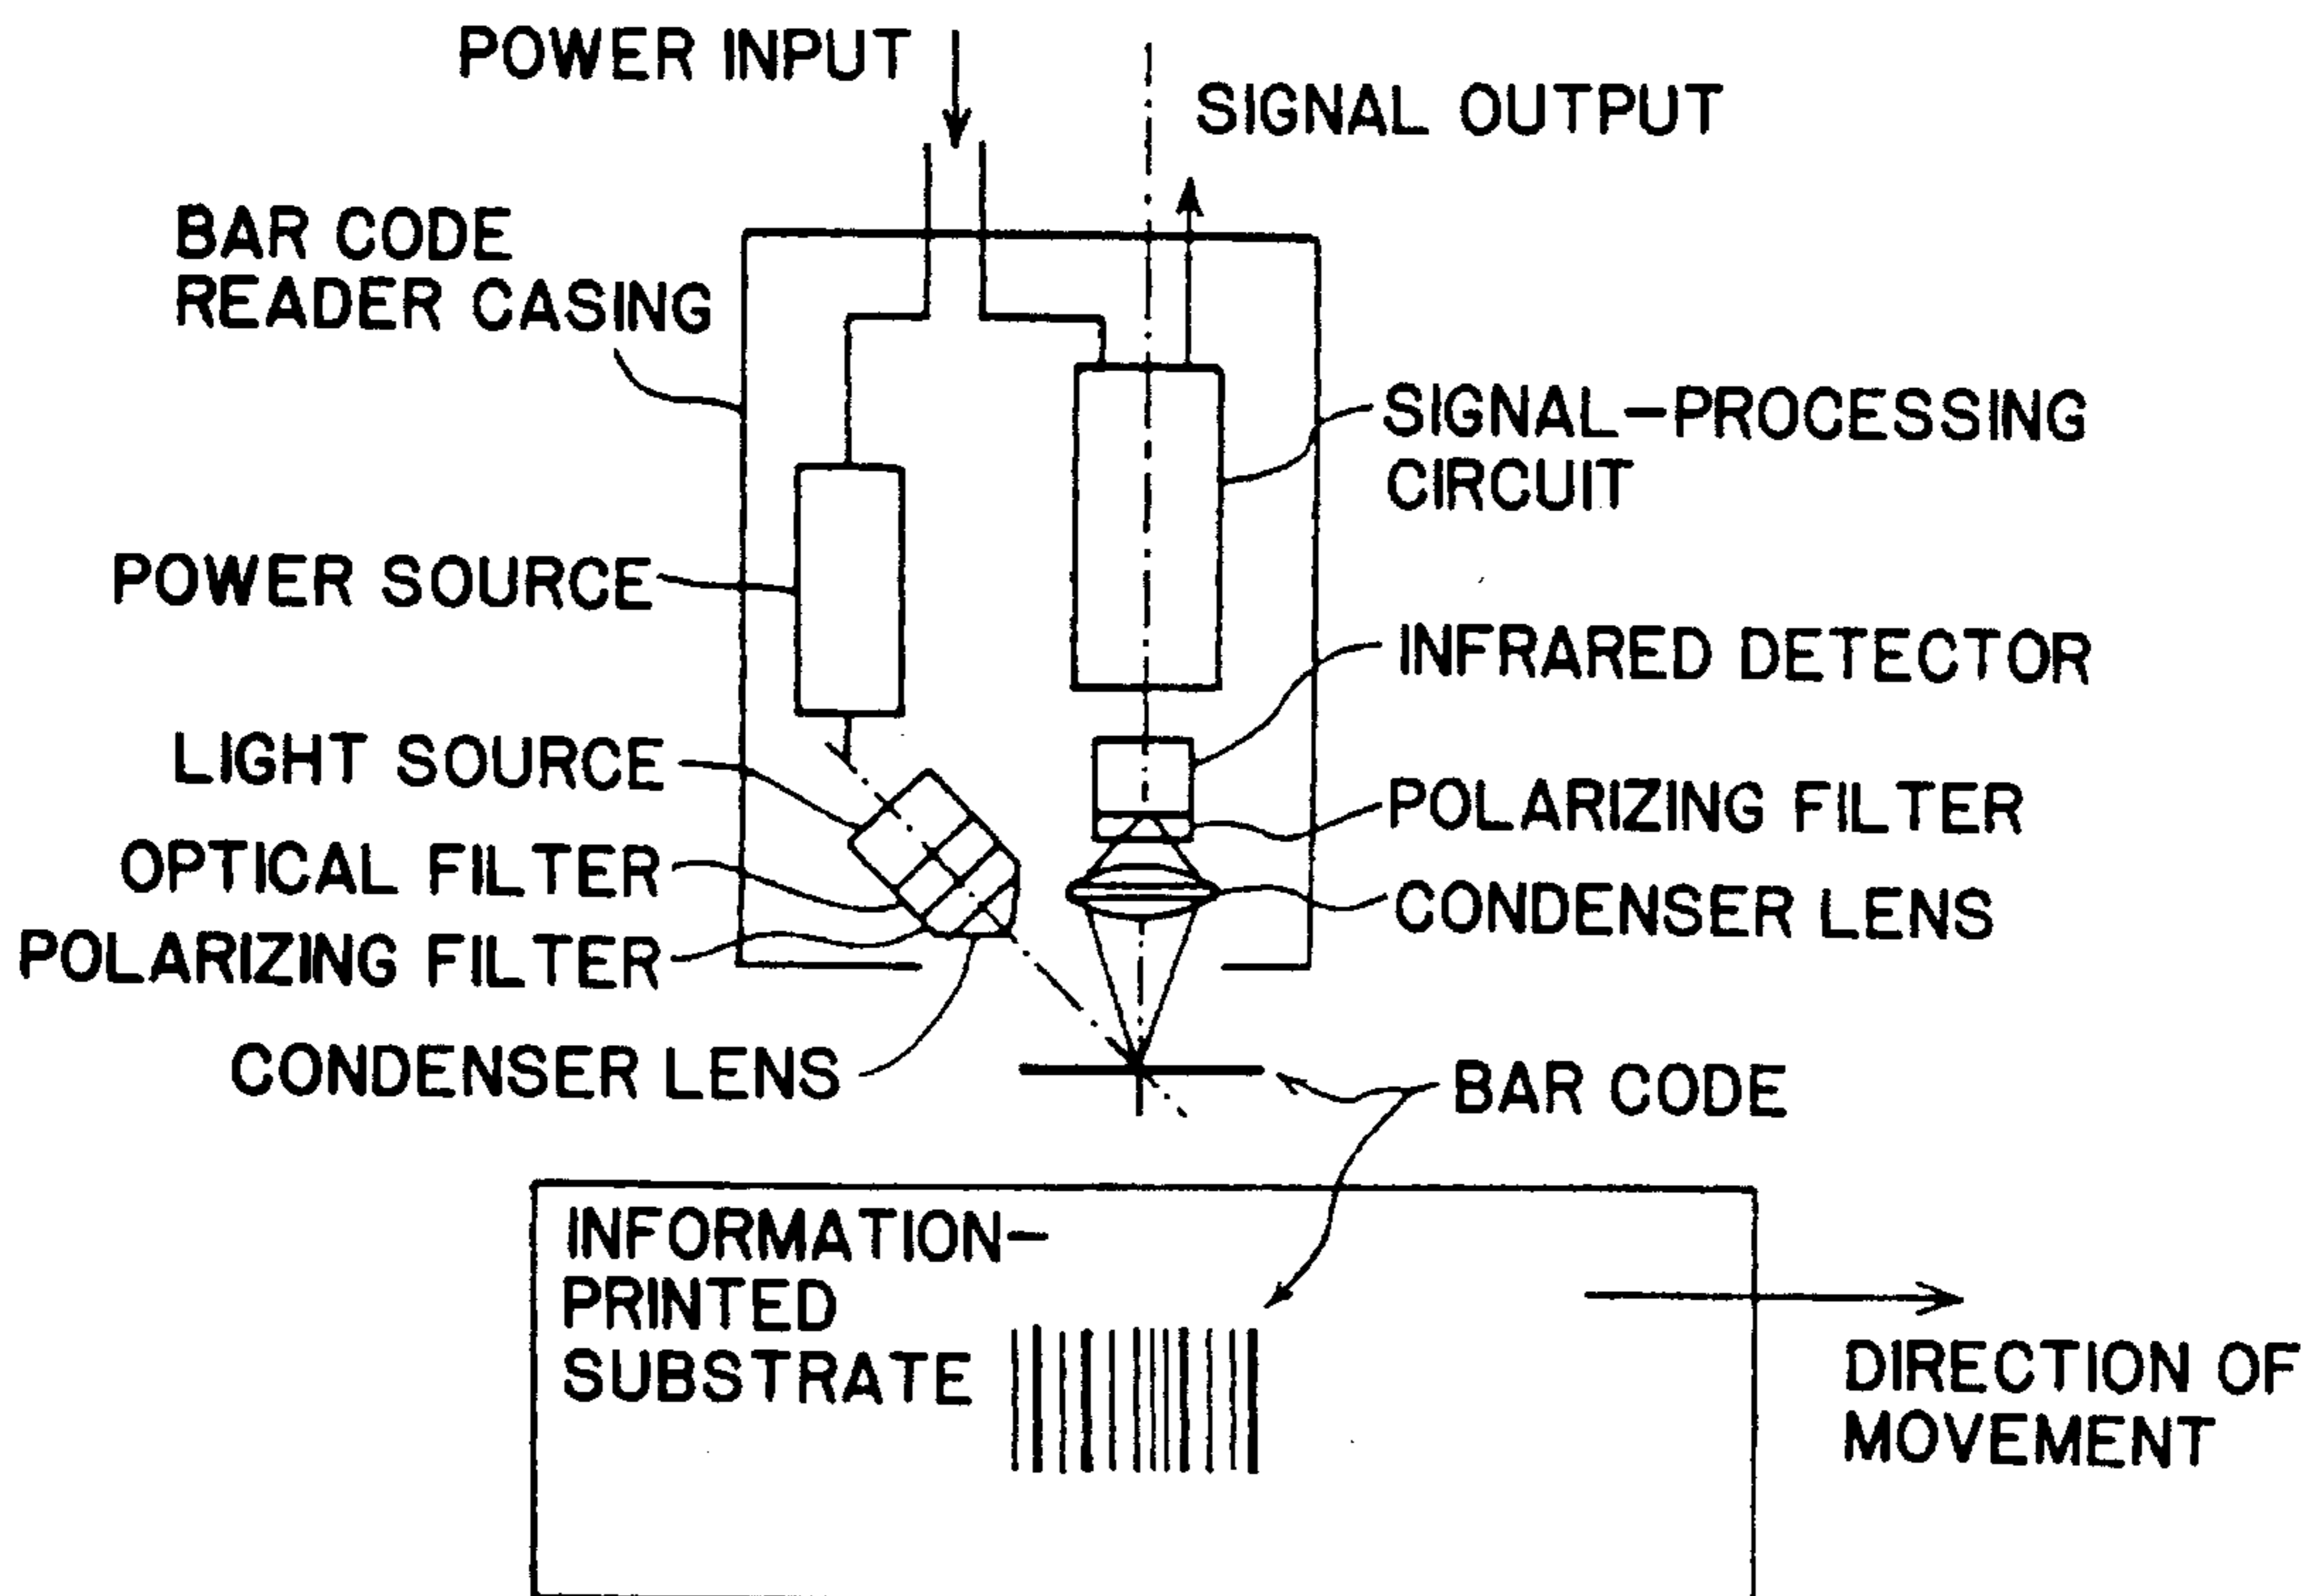 POWER INPUT
SIGNAL OUTPUT
BAR CODE
READER CASING
SIGNAL-PROCESSING
CIRCUIT
POWER SOURCE
INFRARED DETECTOR
LIGHT SOURCE
POLARIZING FILTER
OPTICAL FILTER
CONDENSER LENS
POLARIZING FILTER
CONDENSER LENS
BAR CODE
INFORMATION-
PRINTED
SUBSTRATE
DIRECTION OF
MOVEMENT